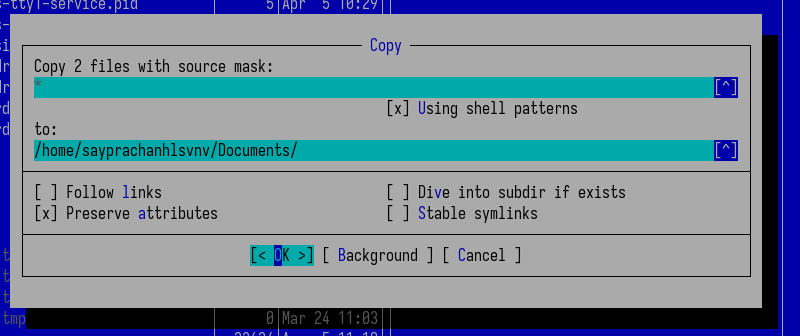 s-tty1-service.pid 5 Apr 5 10:29
Copy
Copy 2 files with source mask:
* [^]
[x] Using shell patterns
to:
/home/sayprachanhlsvnv/Documents/ [^]
[ ] Follow links [ ] Dive into subdir if exists
[x] Preserve attributes [ ] Stable symlinks
[< OK >] [ Background ] [ Cancel ]
tmp 0 Mar 24 11:03